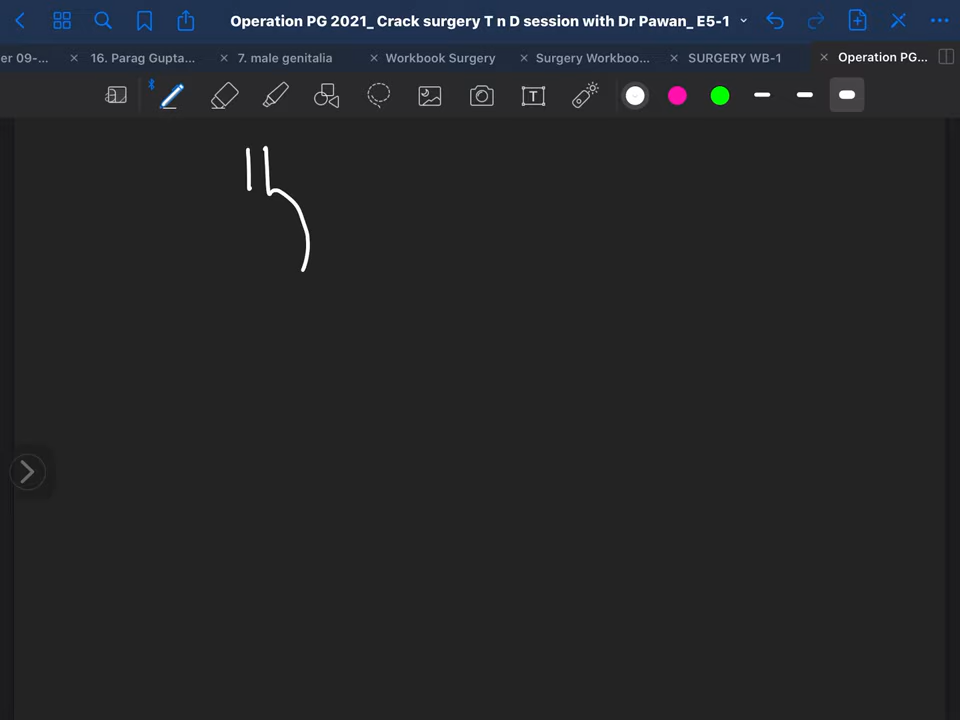 Operation PG 2021_ Crack surgery T n D session with Dr Pawan_ E5-1
er 09-... 16. Parag Gupta... 7. male genitalia Workbook Surgery Surgery Workboo... SURGERY WB-1 Operation PG...
T